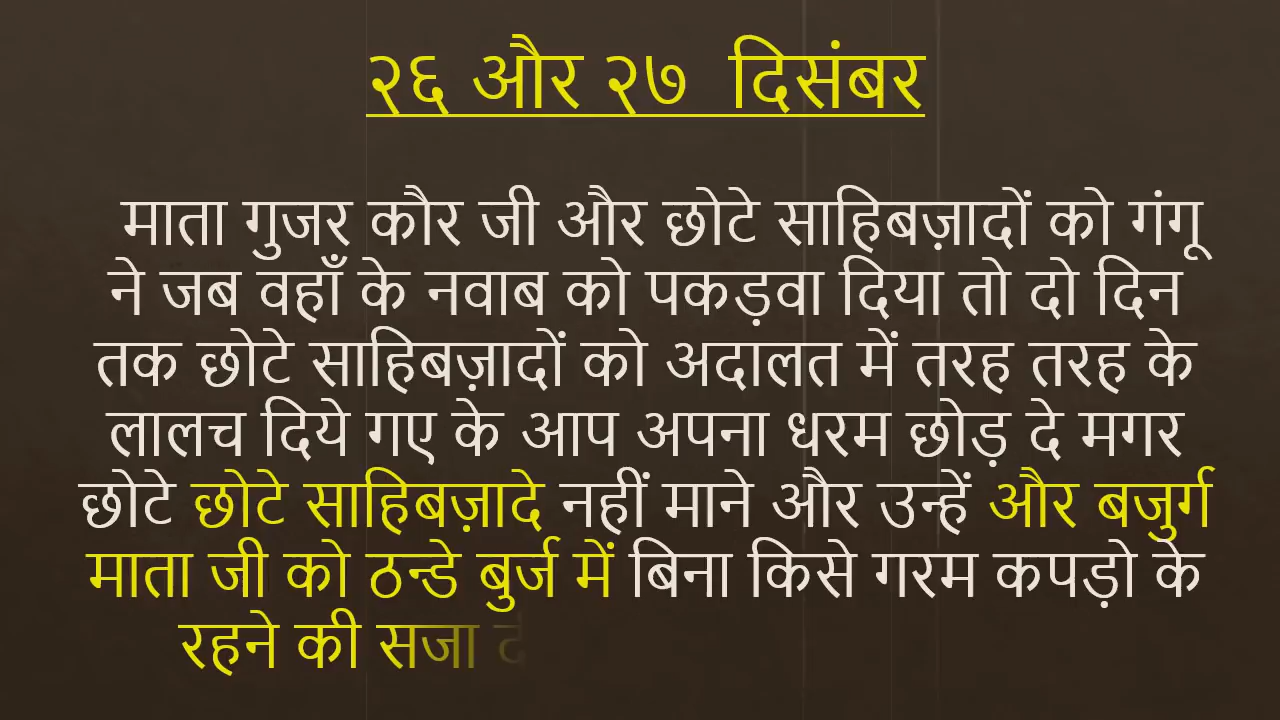 २६ और २७ दिसंबर
माता गुजर कौर जी और छोटे साहिबज़ादों को गंगू
ने जब वहाँ के नवाब को पकड़वा दिया तो दो दिन
तक छोटे साहिबज़ादों को अदालत में तरह तरह के
लालच दिये गए के आप अपना धरम छोड़ दे मगर
छोटे छोटे साहिबज़ादे नहीं माने और उन्हें और बजुर्ग
माता जी को ठन्डे बुर्ज में बिना किसे गरम कपड़ो के
रहने की सजा